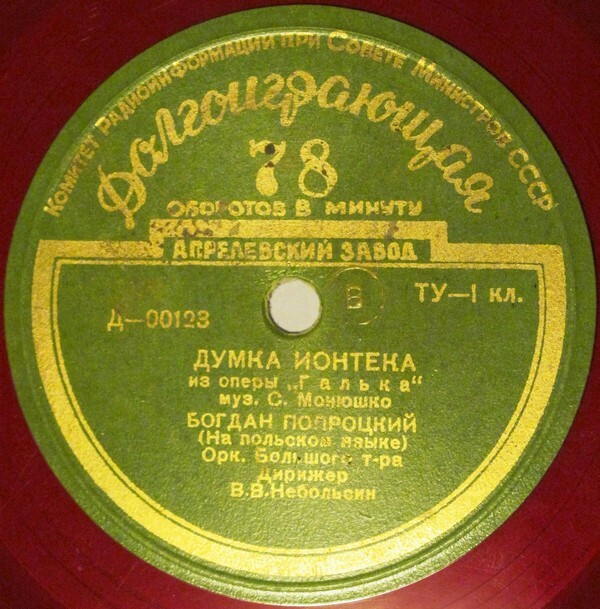 Комитет радиоинформации при Совете Министров СССР
Долгоиграющая
78
оборотов в минуту
АПРЕЛЕВСКИЙ ЗАВОД
В
ТУ—I кл.
Д—00123
ДУМКА ИОНТЕКА
из оперы „Галька"
муз. С. Монюшко
БОГДАН ПОПРОЦКИЙ
(На польском языке)
Орк. Большого т-ра
Дирижер
В.В.Небольсин